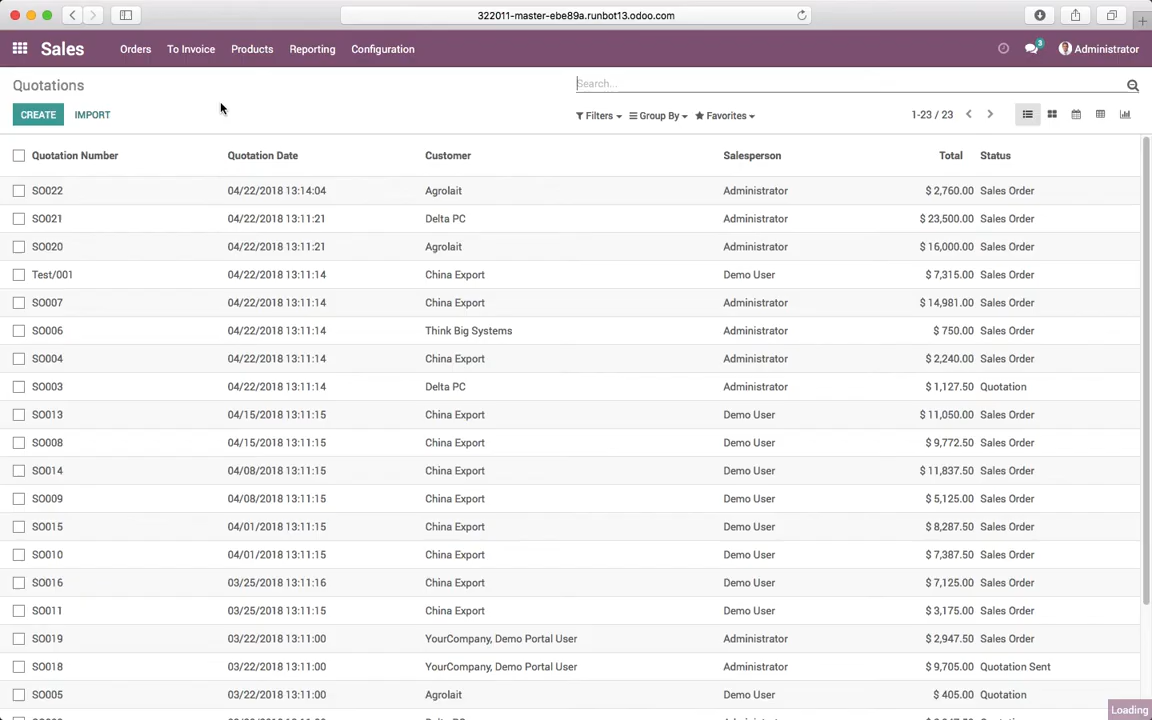 322011-master-ebe89a.runbot13.odoo.com
Sales Orders To Invoice Products Reporting Configuration 3 Administrator
Quotations Search...
CREATE IMPORT Filters Group By Favorites 1-23 / 23
Quotation Number Quotation Date Customer Salesperson Total Status
SO022 04/22/2018 13:14:04 Agrolait Administrator $ 2,760.00 Sales Order
SO021 04/22/2018 13:11:21 Delta PC Administrator $ 23,500.00 Sales Order
SO020 04/22/2018 13:11:21 Agrolait Administrator $ 16,000.00 Sales Order
Test/001 04/22/2018 13:11:14 China Export Demo User $ 7,315.00 Sales Order
SO007 04/22/2018 13:11:14 China Export Administrator $ 14,981.00 Sales Order
SO006 04/22/2018 13:11:14 Think Big Systems Administrator $ 750.00 Sales Order
SO004 04/22/2018 13:11:14 China Export Administrator $ 2,240.00 Sales Order
SO003 04/22/2018 13:11:14 Delta PC Administrator $ 1,127.50 Quotation
SO013 04/15/2018 13:11:15 China Export Demo User $ 11,050.00 Sales Order
SO008 04/15/2018 13:11:15 China Export Demo User $ 9,772.50 Sales Order
SO014 04/08/2018 13:11:15 China Export Demo User $ 11,837.50 Sales Order
SO009 04/08/2018 13:11:15 China Export Demo User $ 5,125.00 Sales Order
SO015 04/01/2018 13:11:15 China Export Demo User $ 8,287.50 Sales Order
SO010 04/01/2018 13:11:15 China Export Demo User $ 7,387.50 Sales Order
SO016 03/25/2018 13:11:16 China Export Demo User $ 7,125.00 Sales Order
SO011 03/25/2018 13:11:15 China Export Demo User $ 3,175.00 Sales Order
SO019 03/22/2018 13:11:00 YourCompany, Demo Portal User Administrator $ 2,947.50 Sales Order
SO018 03/22/2018 13:11:00 YourCompany, Demo Portal User Administrator $ 9,705.00 Quotation Sent
SO005 03/22/2018 13:11:00 Agrolait Demo User $ 405.00 Quotation
Loading